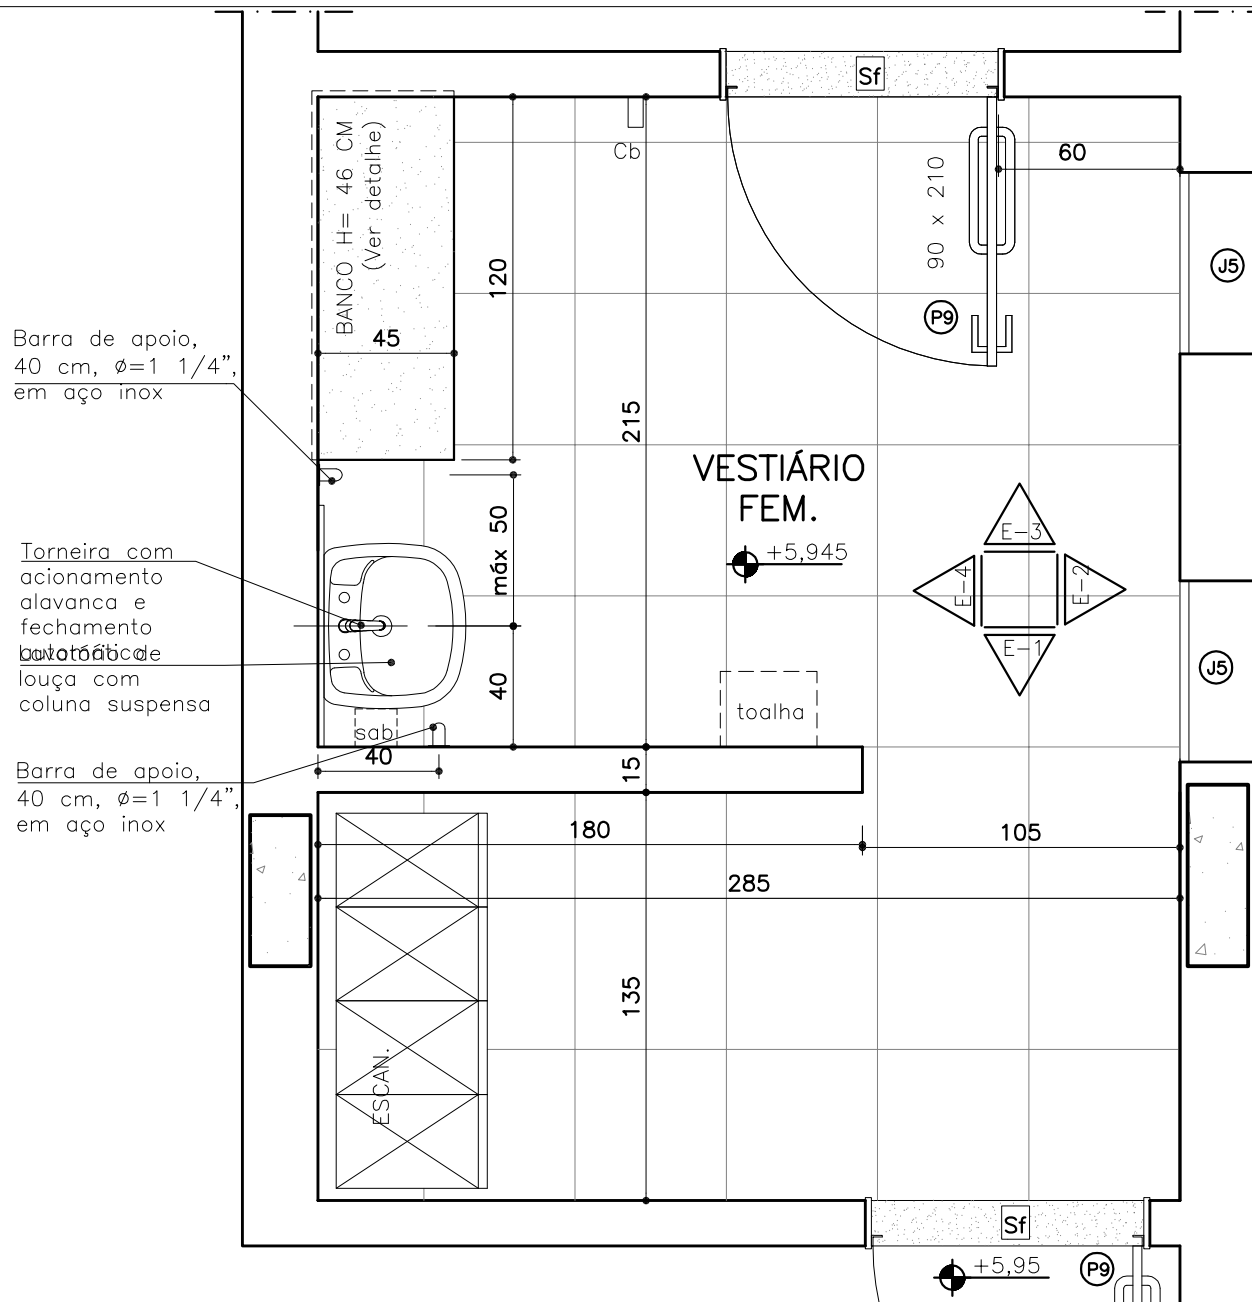 Sf
BANCO H= 46 CM
(Ver detalhe)
Cb
60
90 x 210
120
J5
P9
45
Barra de apoio,
40 cm, ø=1 1/4",
em aço inox
215
VESTIÁRIO
FEM.
+5,945
E-3
E-4
E-2
E-1
máx 50
Torneira com
acionamento
alavanca e
fechamento
automático
Lavatório de
louça com
coluna suspensa
J5
40
toalha
sab
40
15
Barra de apoio,
40 cm, ø=1 1/4",
em aço inox
180
105
285
135
ESCAN.
Sf
+5,95
P9